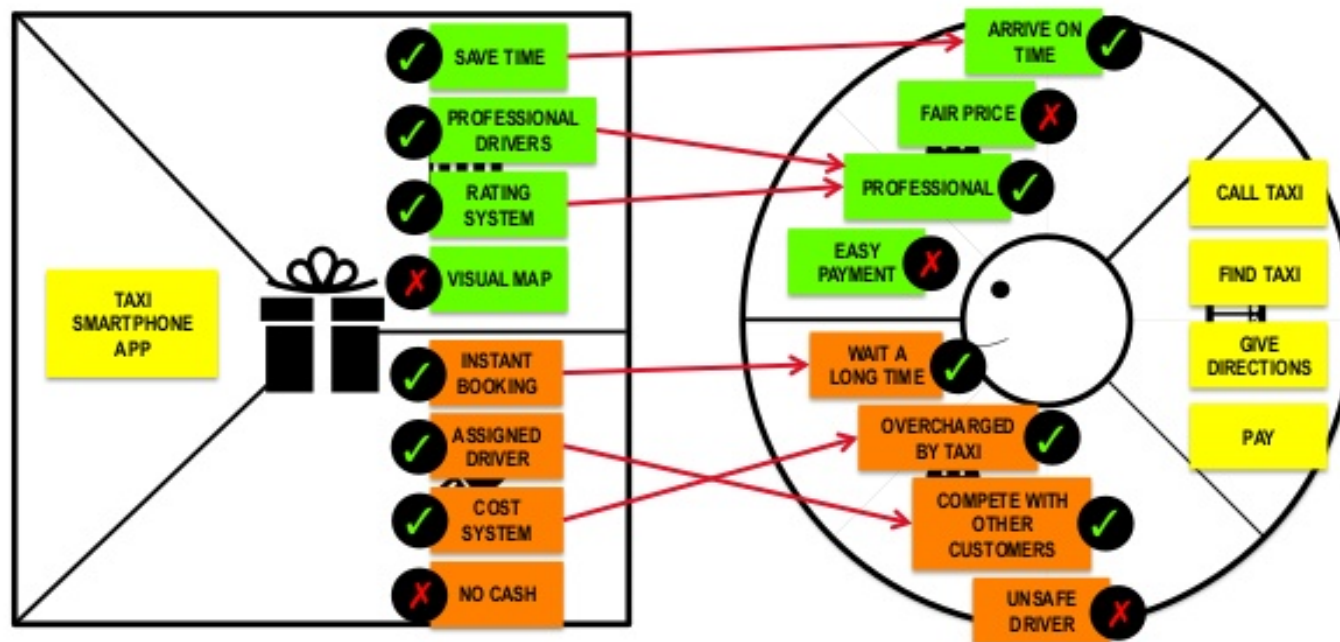 SAVE TIME
PROFESSIONAL
DRIVERS
RATING
SYSTEM
VISUAL MAP
TAXI
SMARTPHONE
APP
INSTANT
BOOKING
ASSIGNED
DRIVER
COST
SYSTEM
NO CASH
ARRIVE ON
TIME
FAIR PRICE
PROFESSIONAL
EASY
PAYMENT
WAIT A
LONG TIME
OVERCHARGED
BY TAXI
COMPETE WITH
OTHER
CUSTOMERS
UNSAFE
DRIVER
CALL TAXI
FIND TAXI
GIVE
DIRECTIONS
PAY